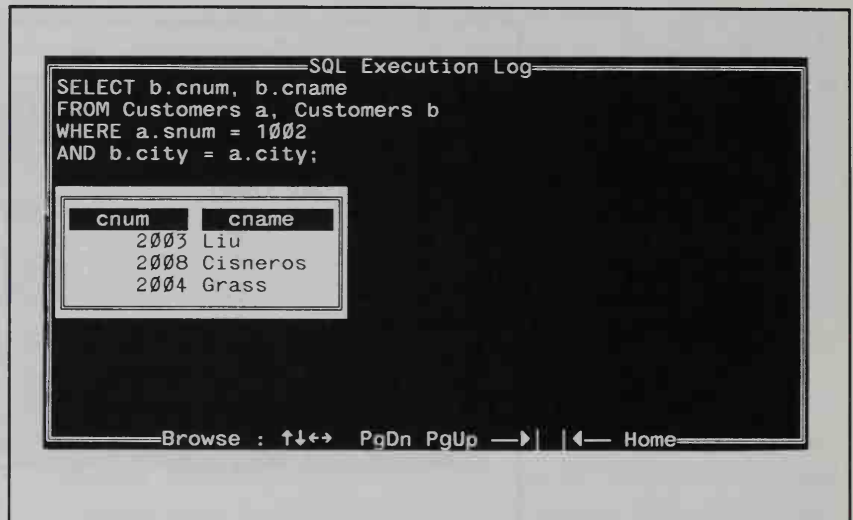 SQL Execution Log
SELECT b.cnum, b.cname
FROM Customers a, Customers b
WHERE a.snum = 1002
AND b.city = a.city;
cnum cname
2003 Liu
2008 Cisneros
2004 Grass
Browse : ↑↓←→ PgDn PgUp —►| |◄— Home